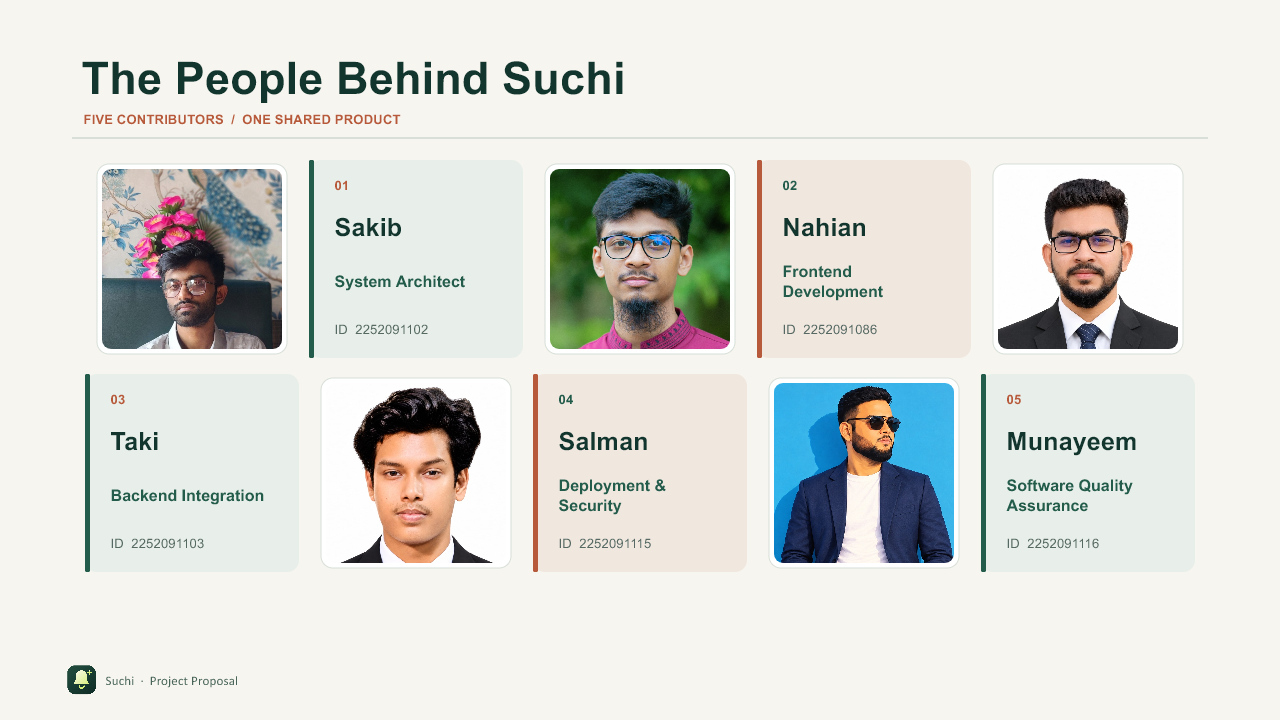 The People Behind Suchi
FIVE CONTRIBUTORS / ONE SHARED PRODUCT
01
Sakib
System Architect
ID 2252091102
02
Nahian
Frontend
Development
ID 2252091086
03
Taki
Backend Integration
ID 2252091103
04
Salman
Deployment &
Security
ID 2252091115
05
Munayeem
Software Quality
Assurance
ID 2252091116
Suchi · Project Proposal